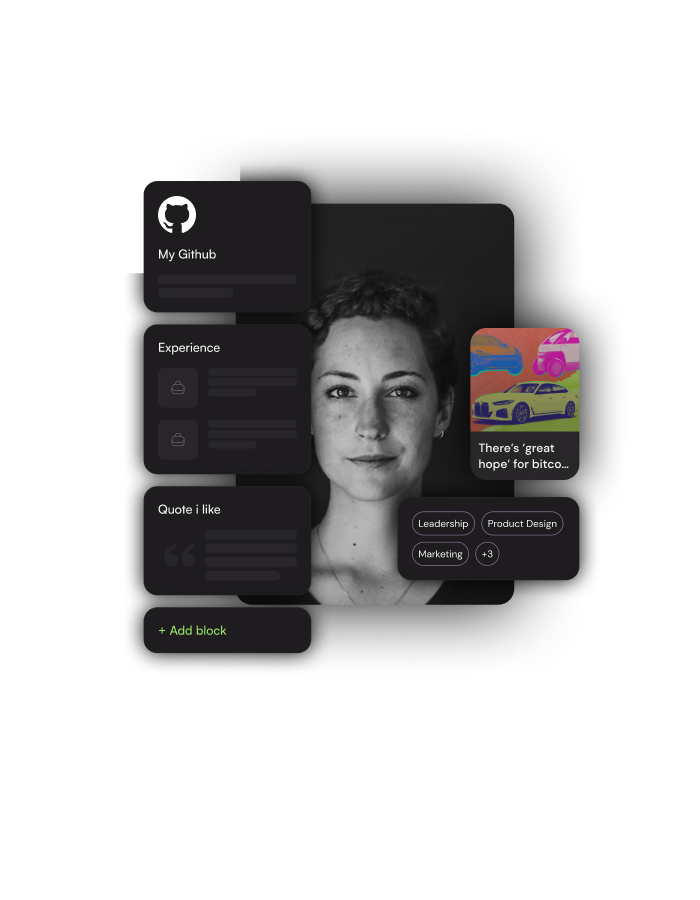 My Github
Experience
Quote i like
+ Add block
There's 'great
hope' for bitco...
Leadership
Product Design
Marketing
+3